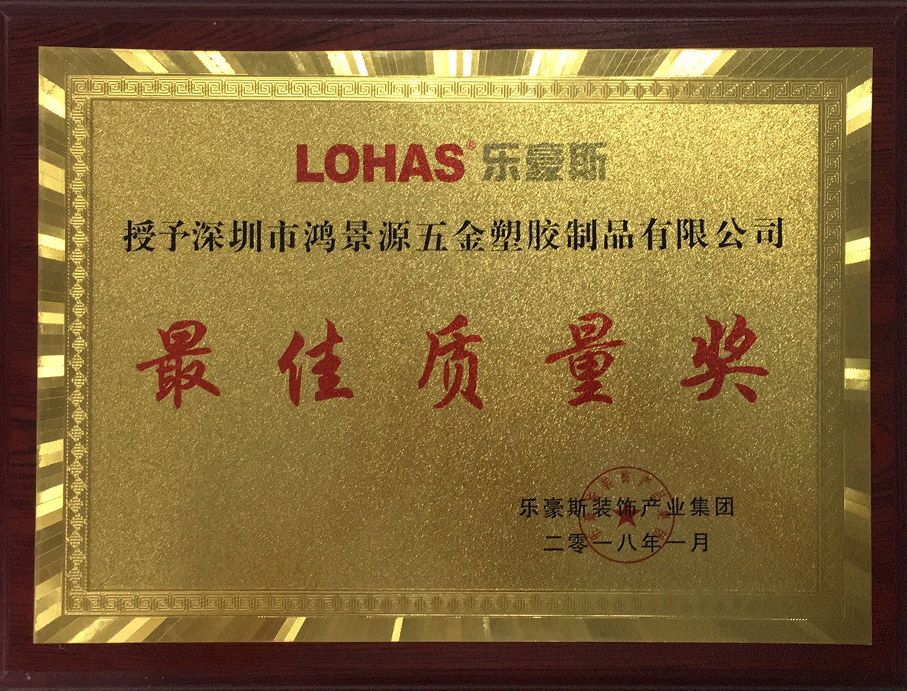 LOHAS® 乐豪斯
授予深圳市鸿景源五金塑胶制品有限公司
最佳质量奖
乐豪斯装饰产业集团
二零一八年一月